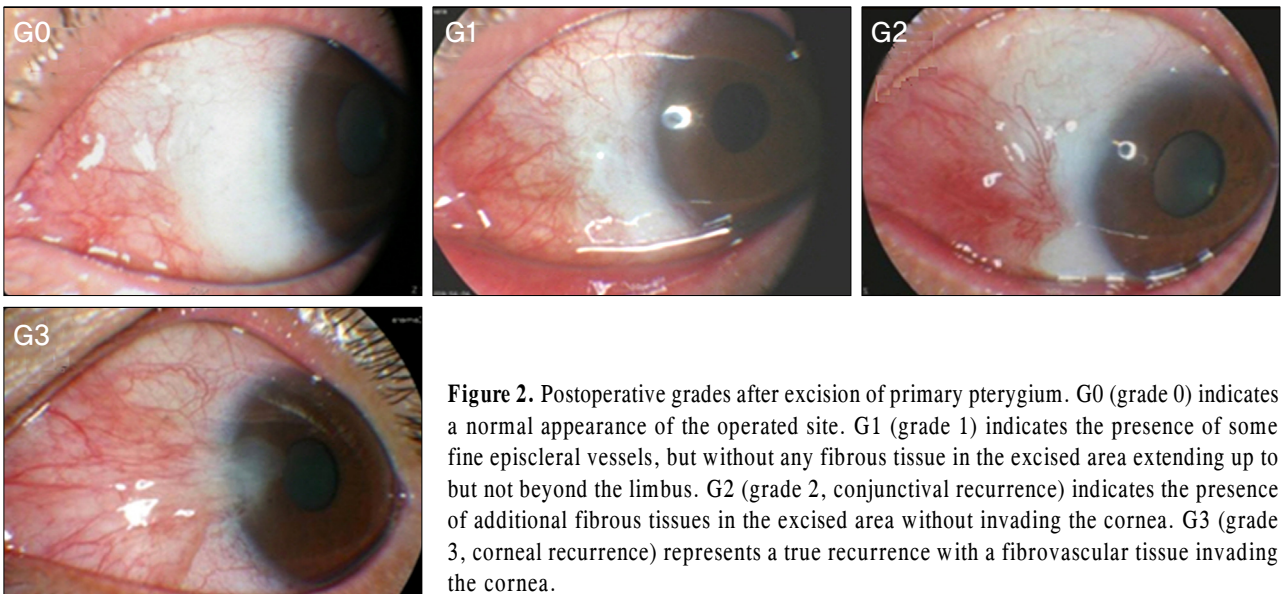 G0
G1
G2
G3
Figure 2. Postoperative grades after excision of primary pterygium. G0 (grade 0) indicates
a normal appearance of the operated site. G1 (grade 1) indicates the presence of some
fine episcleral vessels, but without any fibrous tissue in the excised area extending up to
but not beyond the limbus. G2 (grade 2, conjunctival recurrence) indicates the presence
of additional fibrous tissues in the excised area without invading the cornea. G3 (grade
3, corneal recurrence) represents a true recurrence with a fibrovascular tissue invading
the cornea.